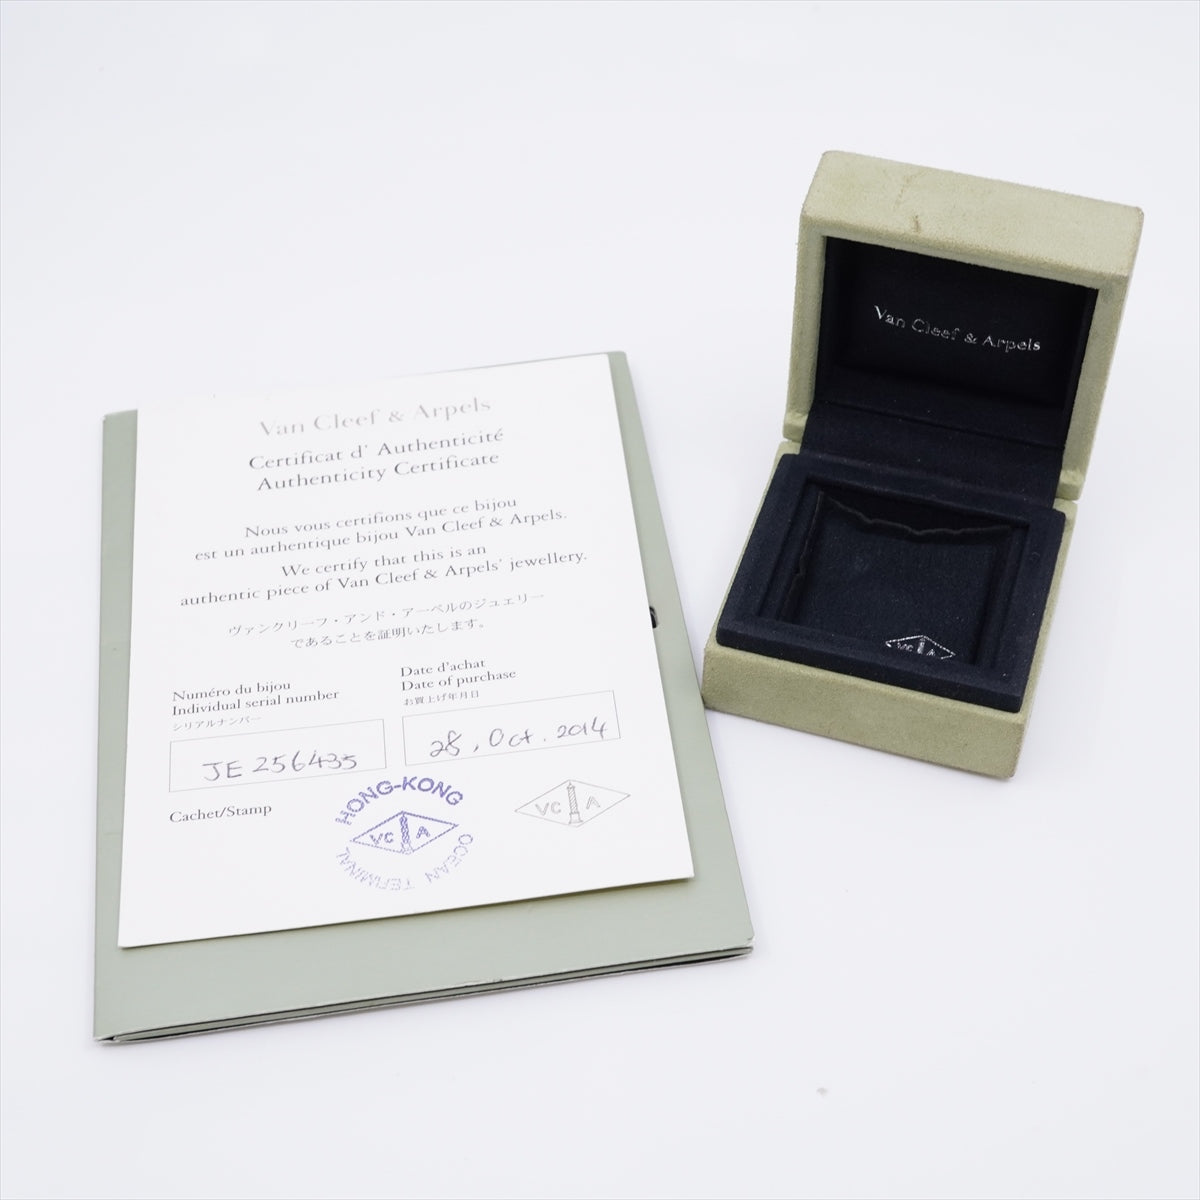 Van Cleef & Arpels
Certificat d' Authenticité
Authenticity Certificate
Nous vous certifions que ce bijou
est un authentique bijou Van Cleef & Arpels.
We certify that this is an
authentic piece of Van Cleef & Arpels' jewellery.
ヴァンクリーフ・アンド・アーペルのジュエリー
であることを証明いたします。
Numéro du bijou
Individual serial number
シリアルナンバー
JE 256435
Date d'achat
Date of purchase
お買上げ年月日
28, Oct. 2014
Cachet/Stamp
HONG-KONG
VC A
OCEAN TERMINAL
VC A
Van Cleef & Arpels
VC A